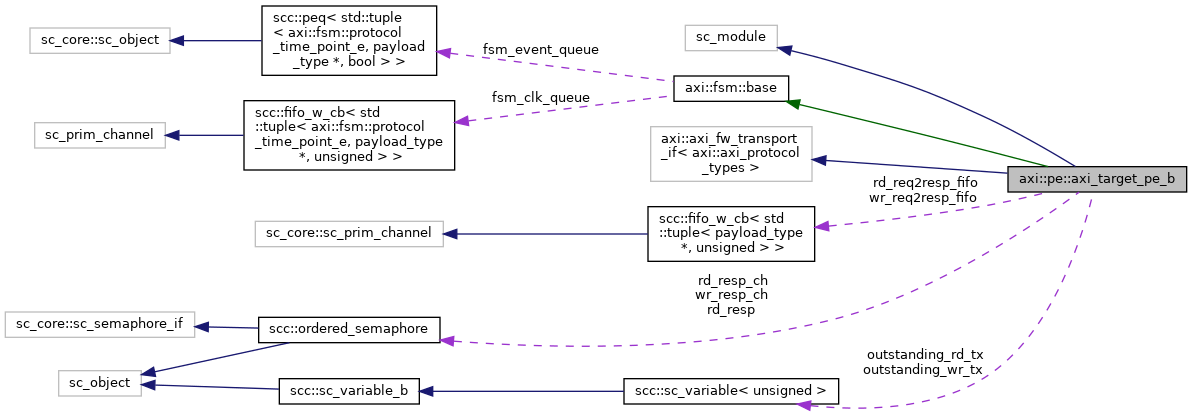 scc::peq< std::tuple
< axi::fsm::protocol
_time_point_e, payload
_type *, bool > >
sc_core::sc_object
fsm_event_queue
sc_module
axi::fsm::base
fsm_clk_queue
scc::fifo_w_cb< std
::tuple< axi::fsm::protocol
_time_point_e, payload_type
*, unsigned > >
sc_prim_channel
axi::axi_fw_transport
_if< axi::axi_protocol
_types >
axi::pe::axi_target_pe_b
rd_req2resp_fifo
wr_req2resp_fifo
scc::fifo_w_cb< std
::tuple< payload_type
*, unsigned > >
sc_core::sc_prim_channel
rd_resp_ch
wr_resp_ch
rd_resp
sc_core::sc_semaphore_if
scc::ordered_semaphore
outstanding_rd_tx
outstanding_wr_tx
sc_object
scc::sc_variable_b
scc::sc_variable< unsigned >